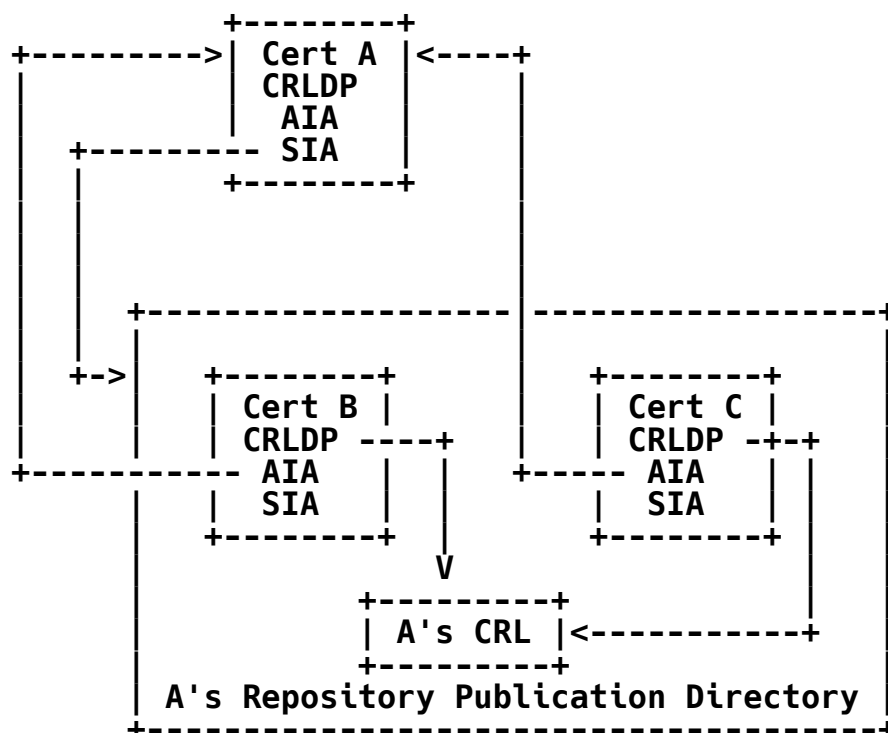 Cert A
CRLDP
AIA
SIA
Cert B
CRLDP
AIA
SIA
Cert C
CRLDP
AIA
SIA
V
A's CRL
A's Repository Publication Directory